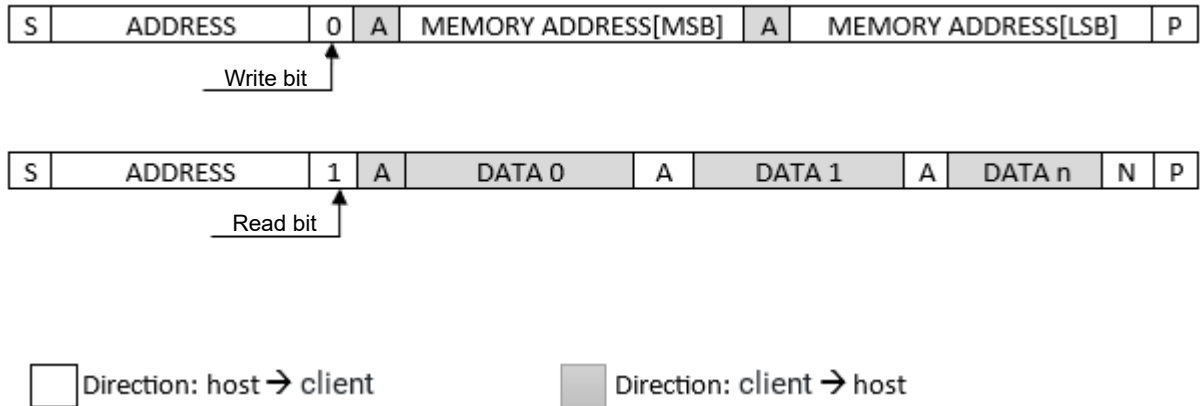 S ADDRESS 0 A MEMORY ADDRESS[MSB] A MEMORY ADDRESS[LSB] P
Write bit
S ADDRESS 1 A DATA 0 A DATA 1 A DATA n N P
Read bit
Direction: host → client Direction: client → host